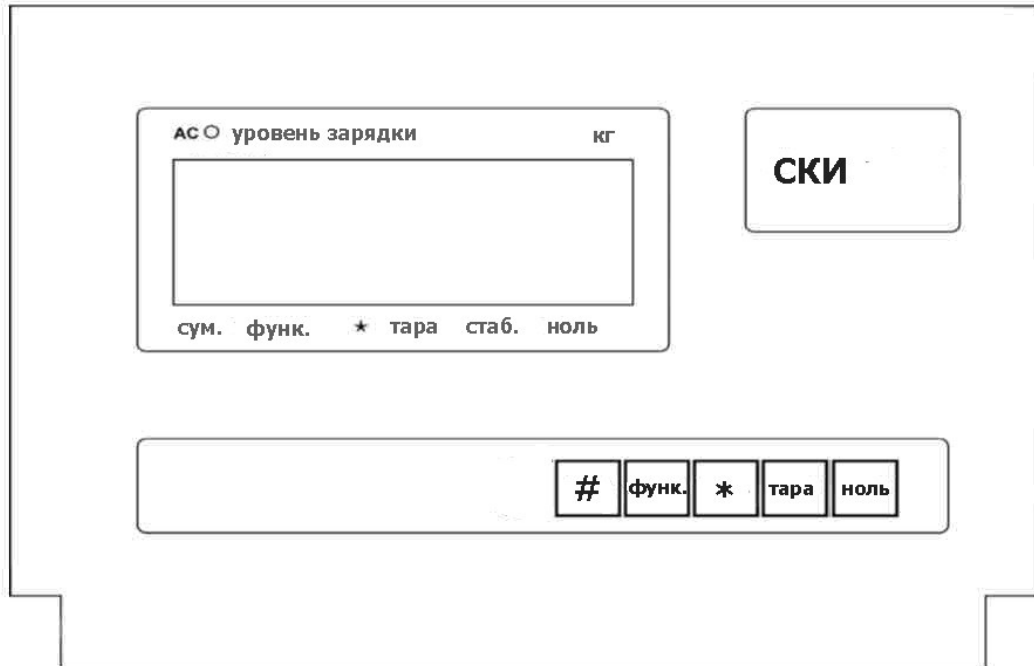 AC уровень зарядки кг
СКИ
сум. функ. ★ тара стаб. ноль
# функ. * тара ноль